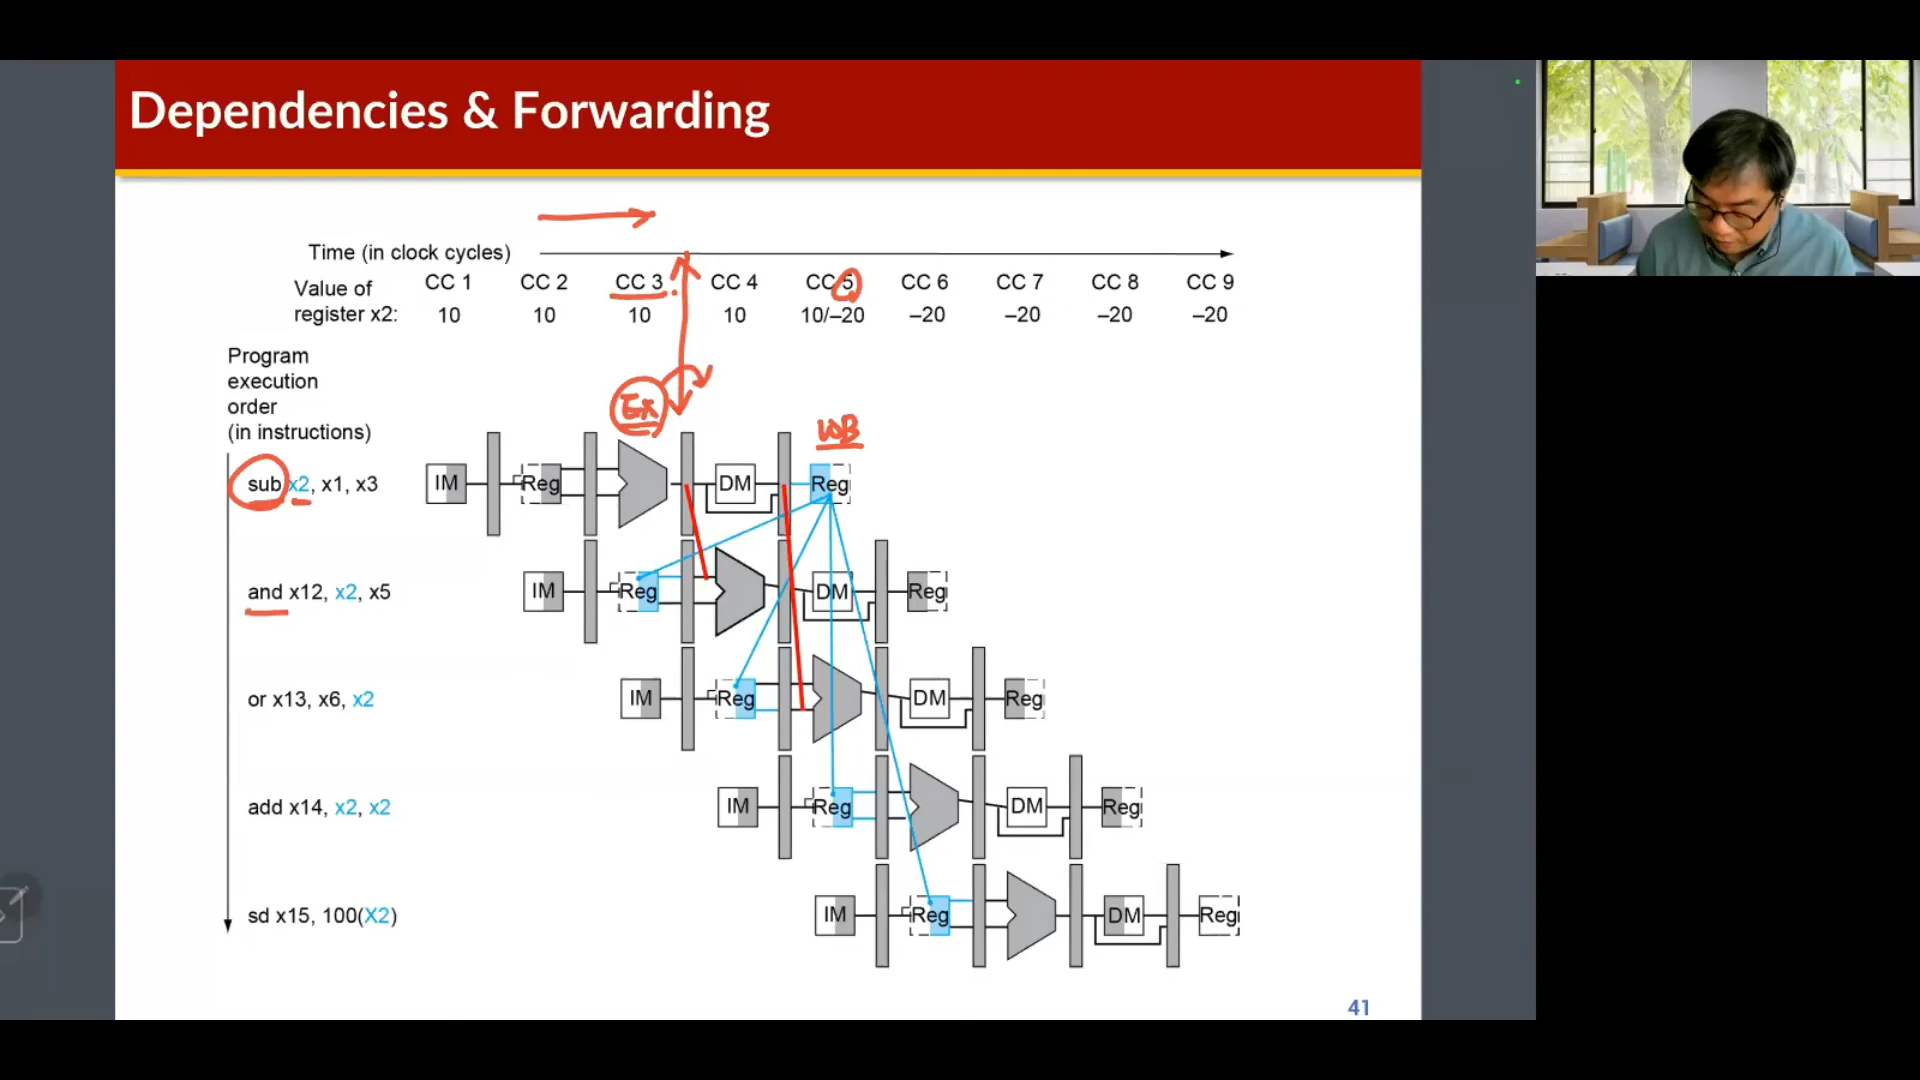 Dependencies & Forwarding
Time (in clock cycles)
Value of register x2:
CC 1 CC 2 CC 3 CC 4 CC 5 CC 6 CC 7 CC 8 CC 9
10 10 10 10 10/–20 –20 –20 –20 –20
Program
execution
order
(in instructions)
Ex WB
sub x2, x1, x3
IM Reg DM Reg
and x12, x2, x5
IM Reg DM Reg
or x13, x6, x2
IM Reg DM Reg
add x14, x2, x2
IM Reg DM Reg
sd x15, 100(X2)
IM Reg DM Reg
41